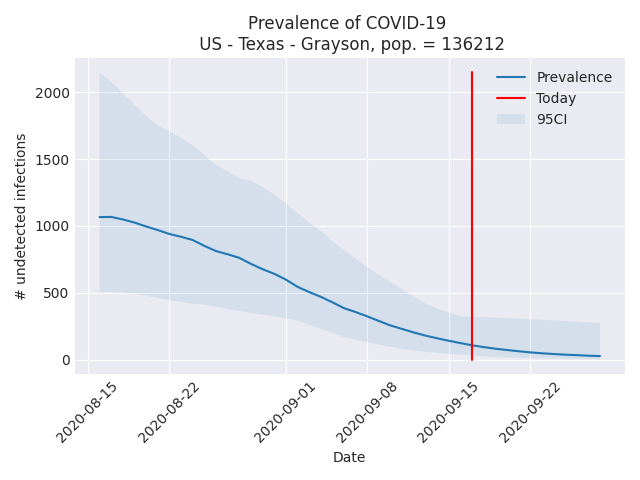 Prevalence of COVID-19
US - Texas - Grayson, pop. = 136212
Prevalence
Today
95CI
# undetected infections
2000
1500
1000
500
0
2020-08-15
2020-08-22
2020-09-01
2020-09-08
2020-09-15
2020-09-22
Date